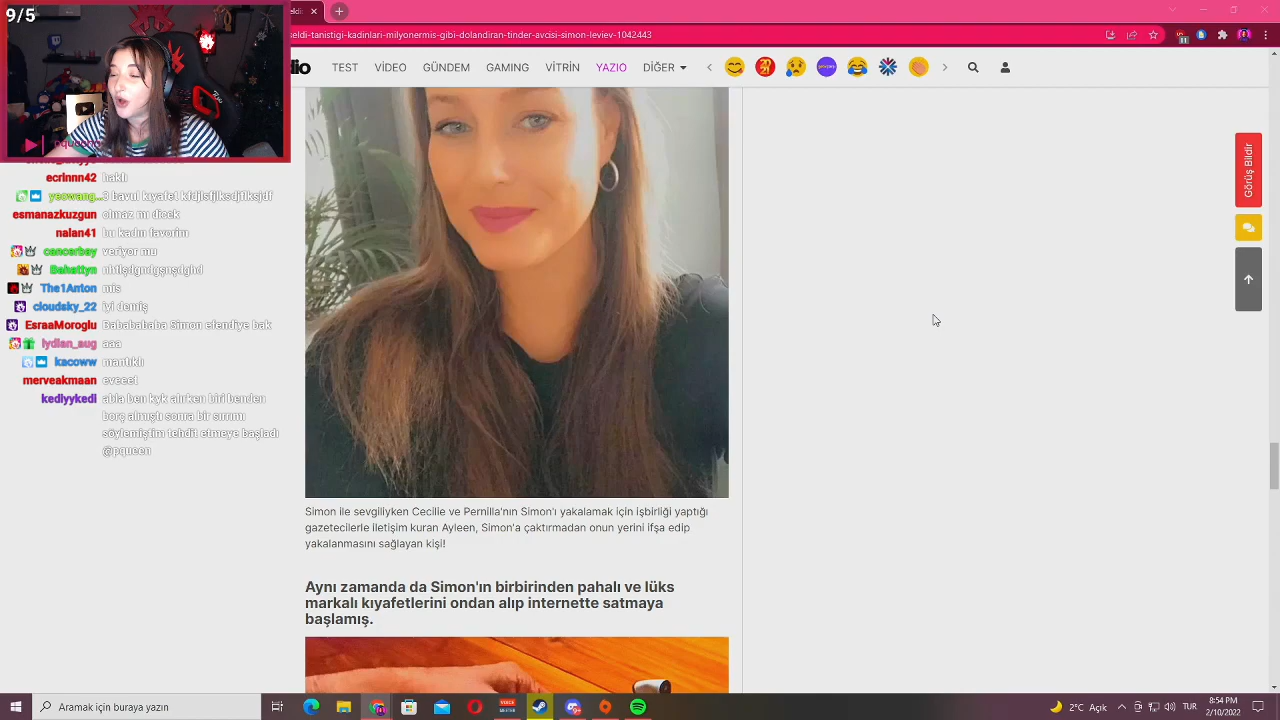 9/5
pqueen
ecrinnn42 haklı
yeowang... 3 bavul kıyafet kfdjlsfjlksdjflksjdf
esmanazkuzgun olmaz mı dicek
nalan41 bu kadın favorim
cancerbey veriyor mu
Bahattyn
The1Anton mis
cloudsky_22 iyi demiş
EsraaMoroglu Bababababa Simon efendiye bak
lydian_aug aaa
kacoww mantıklı
merveakmaan eveeet
kediyykedi abla ben kyk alırken biri benden
borç almıştı sonra bir sırrımı
söylemiştim tehdit etmeye başladı
@pqueen
eldi-tanistigi-kadinlari-milyonermis-gibi-dolandiran-tinder-avcisi-simon-leviev-1042443
dio TEST VİDEO GÜNDEM GAMING VİTRİN YAZIO DİĞER
Görüş Bildir
Simon ile sevgiliyken Cecilie ve Pernilla'nın Simon'ı yakalamak için işbirliği yaptığı
gazetecilerle iletişim kuran Ayleen, Simon'a çaktırmadan onun yerini ifşa edip
yakalanmasını sağlayan kişi!
Aynı zamanda da Simon'ın birbirinden pahalı ve lüks
markalı kıyafetlerini ondan alıp internette satmaya
başlamış.
Aramak için buraya yazın
2°C Açık
TUR
8:54 PM
2/10/2022